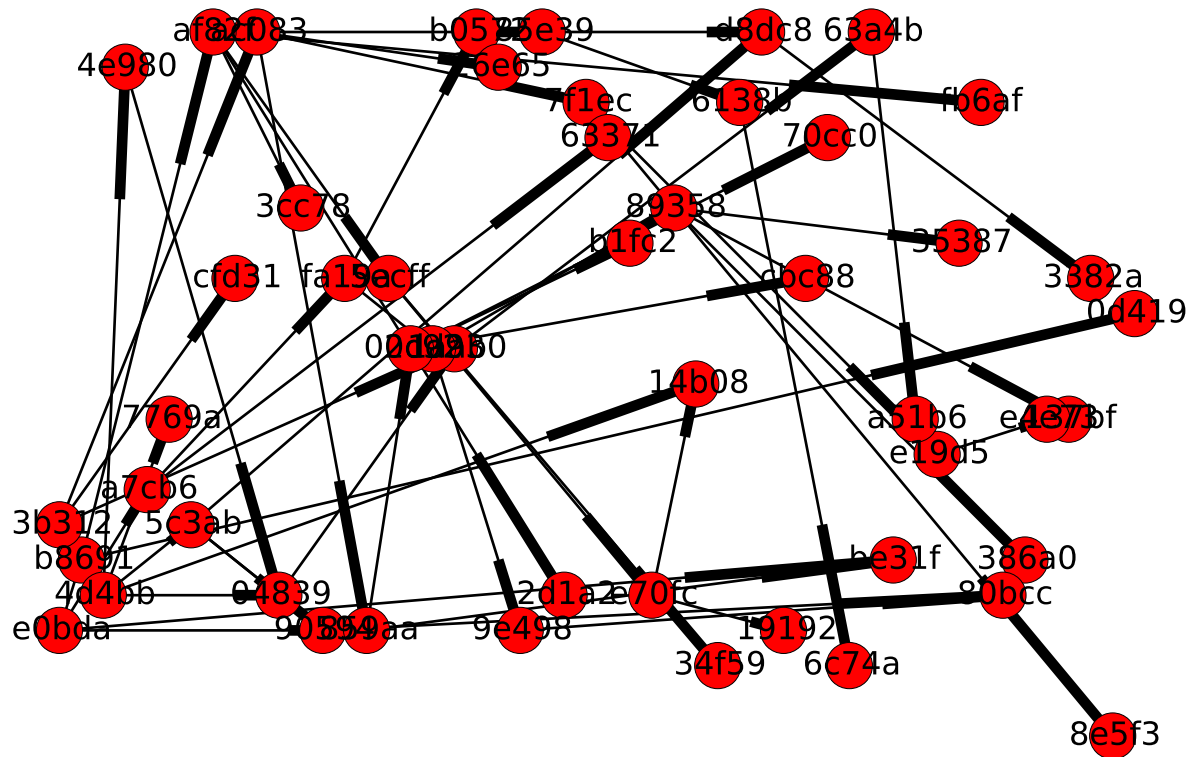 d8dc8
63a4b
4e980
6e65
7f1ec
6138b
fb6af
63371
70cc0
3cc78
89358
b1fc2
35387
cfd31
cbc88
3382a
0d419
14b08
7769a
a51b6
e19d5
a7cb6
3b312
5c3ab
b8691
be31f
386a0
4d4bb
04839
2d1a2
e70fc
80bcc
e0bda
9e498
19192
34f59
6c74a
8e5f3